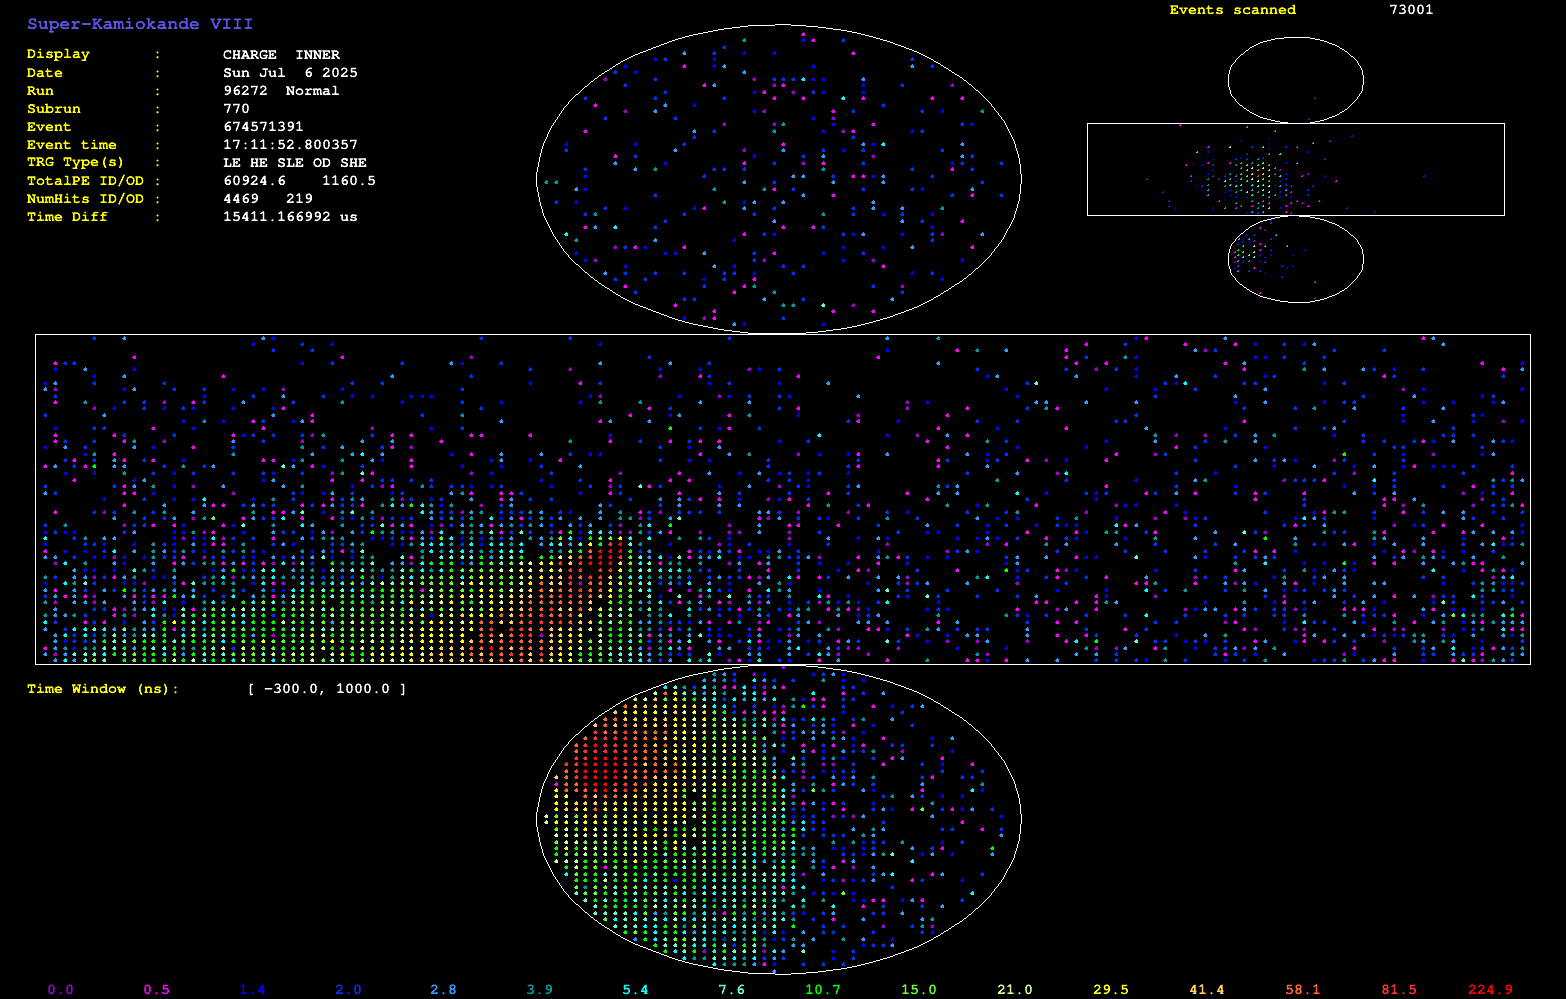 Super-Kamiokande VIII
Events scanned 73001
Display : CHARGE INNER
Date : Sun Jul 6 2025
Run : 96272 Normal
Subrun : 770
Event : 674571391
Event time : 17:11:52.800357
TRG Type(s) : LE HE SLE OD SHE
TotalPE ID/OD : 60924.6 1160.5
NumHits ID/OD : 4469 219
Time Diff : 15411.166992 us
Time Window (ns): [ -300.0, 1000.0 ]
0.0 0.5 1.4 2.0 2.8 3.9 5.4 7.6 10.7 15.0 21.0 29.5 41.4 58.1 81.5 224.9